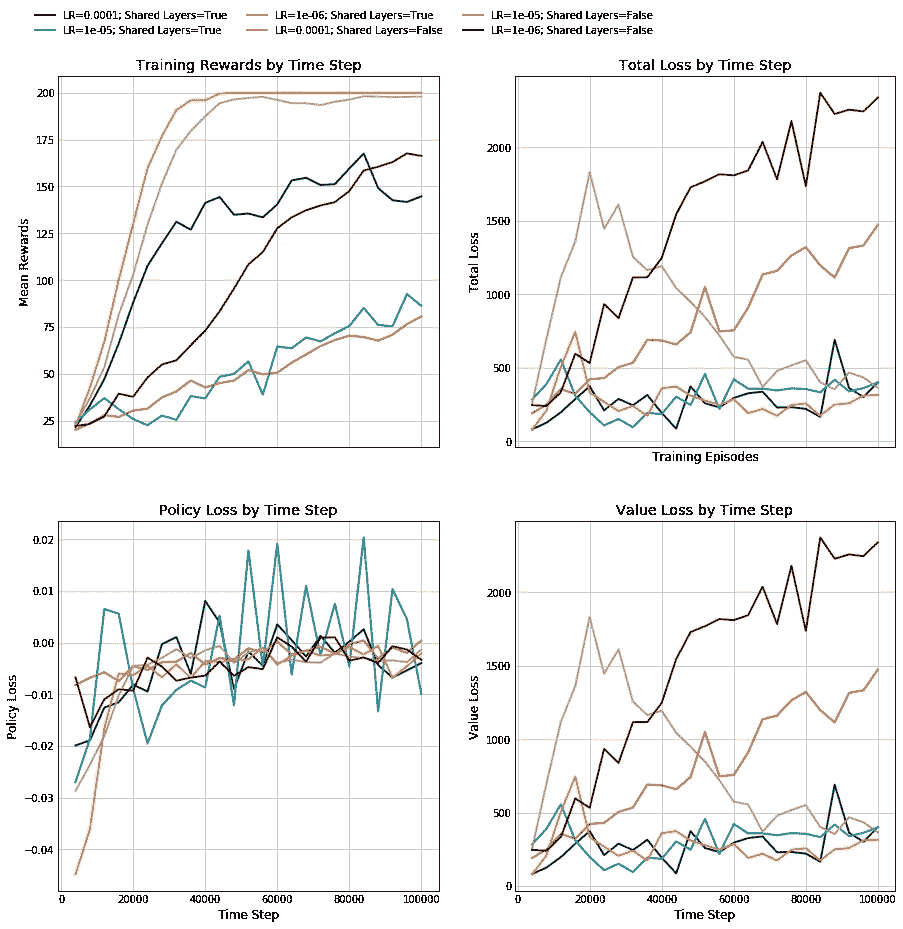 LR=0.0001; Shared Layers=True LR=1e-06; Shared Layers=True LR=1e-05; Shared Layers=False
LR=1e-05; Shared Layers=True LR=0.0001; Shared Layers=False LR=1e-06; Shared Layers=False
Training Rewards by Time Step
200
175
150
125
100
75
50
25
Mean Rewards
Total Loss by Time Step
2000
1500
1000
500
0
Total Loss
Training Episodes
Policy Loss by Time Step
0.02
0.01
0.00
−0.01
−0.02
−0.03
−0.04
Policy Loss
0 20000 40000 60000 80000 100000
Time Step
Value Loss by Time Step
2000
1500
1000
500
0
Value Loss
0 20000 40000 60000 80000 100000
Time Step